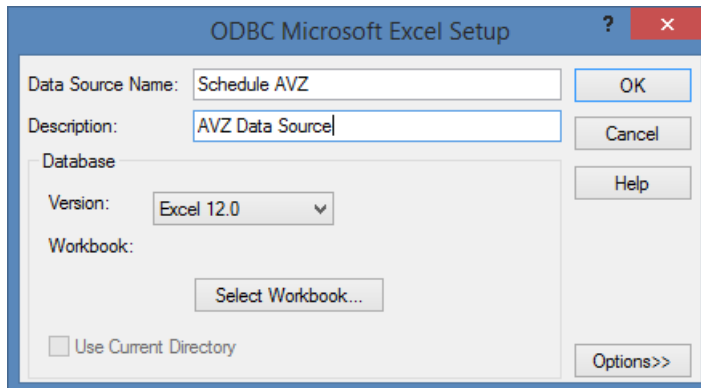 ODBC Microsoft Excel Setup
?
Data Source Name: Schedule AVZ
OK
Description: AVZ Data Source
Cancel
Database
Help
Version: Excel 12.0
Workbook:
Select Workbook...
Use Current Directory
Options>>